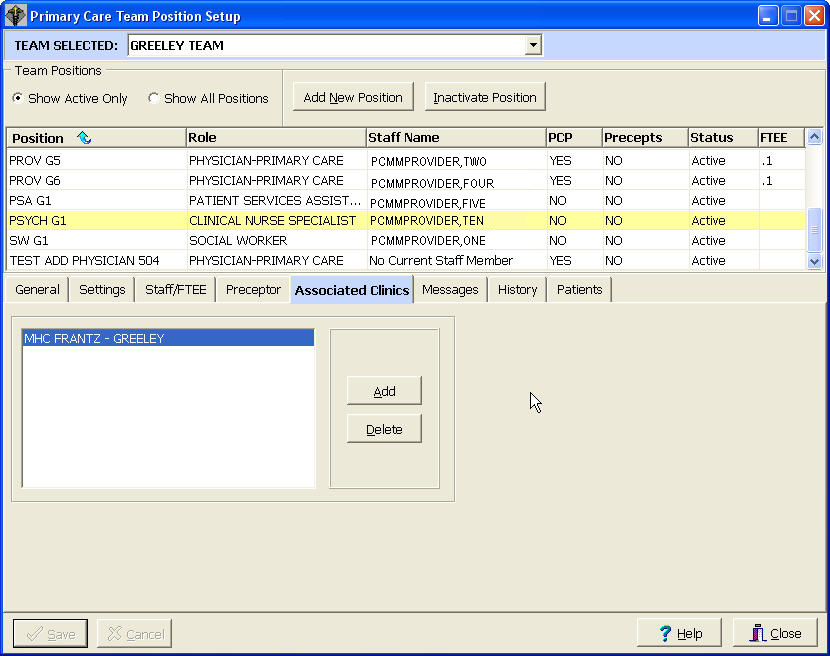 Primary Care Team Position Setup
TEAM SELECTED: GREELEY TEAM
Team Positions
Show Active Only Show All Positions Add New Position Inactivate Position
Position Role Staff Name PCP Precepts Status FTEE
PROV G5 PHYSICIAN-PRIMARY CARE PCMMPROVIDER,TWO YES NO Active .1
PROV G6 PHYSICIAN-PRIMARY CARE PCMMPROVIDER,FOUR YES NO Active .1
PSA G1 PATIENT SERVICES ASSIST... PCMMPROVIDER,FIVE NO NO Active
PSYCH G1 CLINICAL NURSE SPECIALIST PCMMPROVIDER,TEN NO NO Active
SW G1 SOCIAL WORKER PCMMPROVIDER,ONE NO NO Active
TEST ADD PHYSICIAN 504 PHYSICIAN-PRIMARY CARE No Current Staff Member YES NO Active
General Settings Staff/FTEE Preceptor Associated Clinics Messages History Patients
MHC FRANTZ - GREELEY
Add
Delete
Save Cancel Help Close